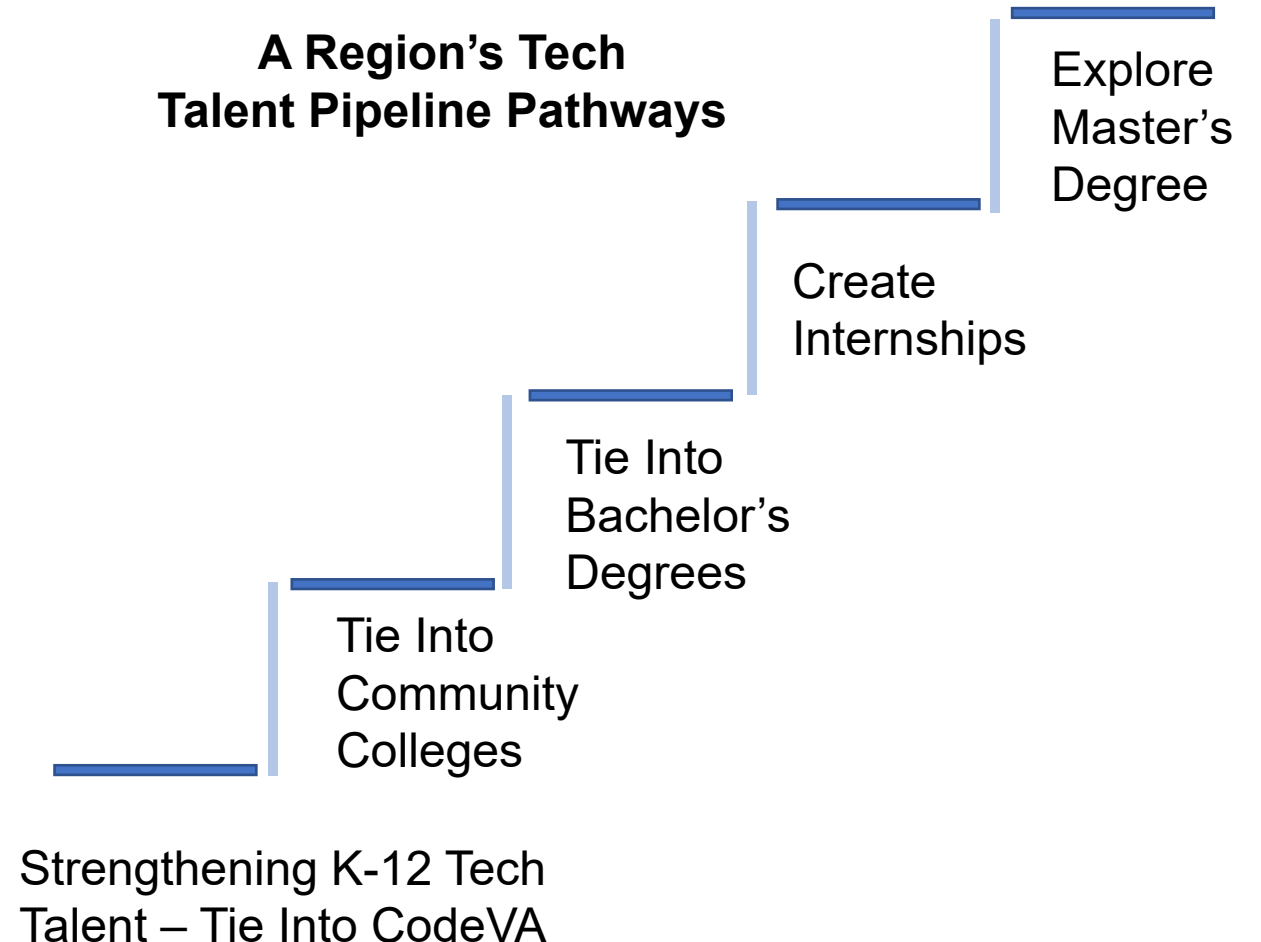 A Region’s Tech
Talent Pipeline Pathways
Explore
Master’s
Degree
Create
Internships
Tie Into
Bachelor’s
Degrees
Tie Into
Community
Colleges
Strengthening K-12 Tech
Talent – Tie Into CodeVA